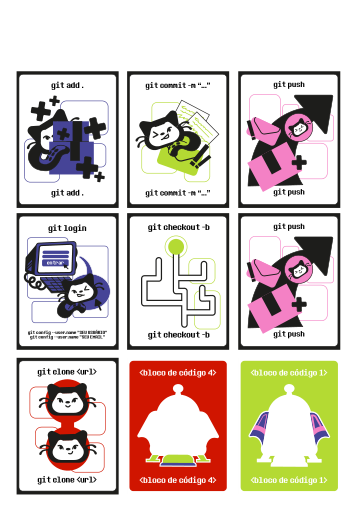 git add .
git commit -m "..."
git push
git add .
git commit -m "..."
git push
git login
git checkout -b
git push
entrar
git config --user.name "SEU USUÁRIO"
git config --user.name "SEU EMAIL"
git checkout -b
git push
git clone <url>
<bloco de código 4>
<bloco de código 1>
git clone <url>
<bloco de código 4>
<bloco de código 1>